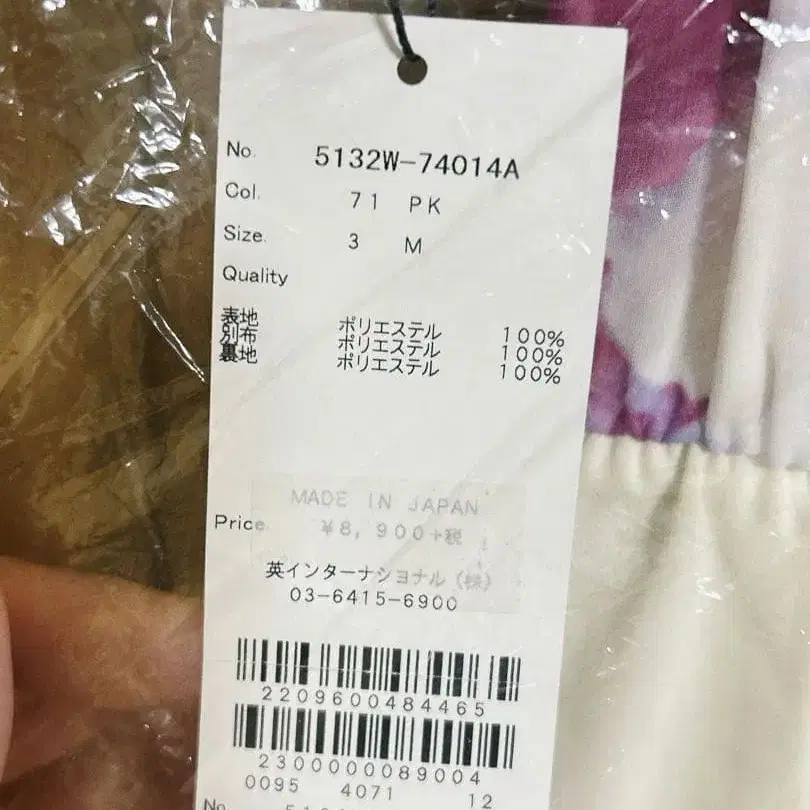 No. 5132W-74014A
Col. 71 PK
Size. 3 M
Quality
表地 ポリエステル 100%
別布 ポリエステル 100%
裏地 ポリエステル 100%
MADE IN JAPAN
Price ¥8,900+税
英インターナショナル(株)
03-6415-6900
2209600484465
2300000089004
0095 4071 12
No.